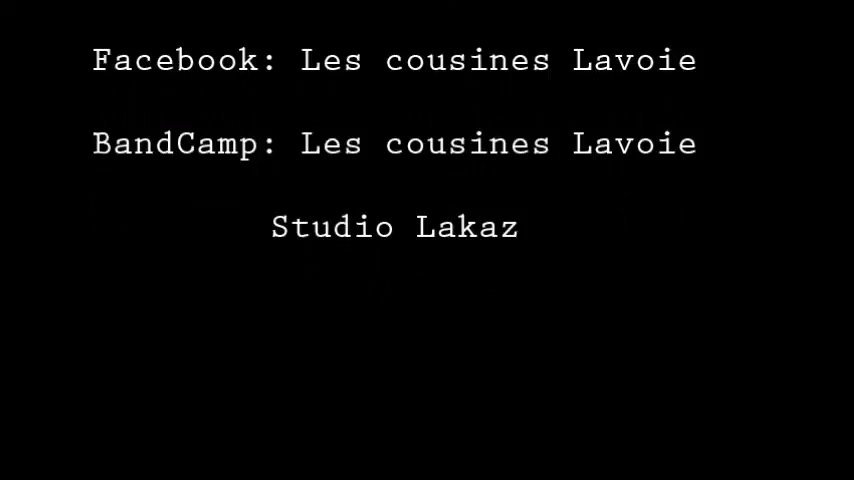 Facebook: Les cousines Lavoie
BandCamp: Les cousines Lavoie
Studio Lakaz